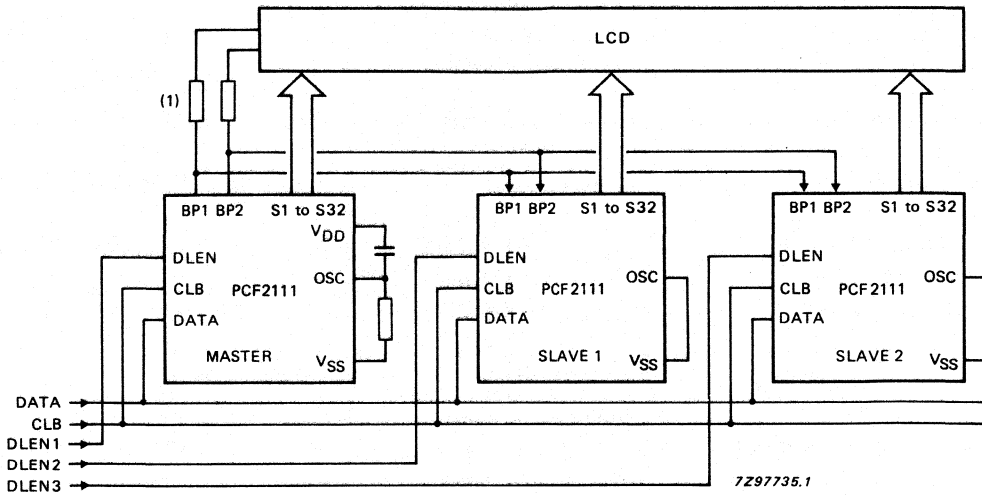 LCD
(1)
BP1 BP2 S1 to S32
VDD
DLEN
OSC
CLB
PCF2111
DATA
MASTER
VSS
BP1 BP2 S1 to S32
DLEN
OSC
CLB
PCF2111
DATA
SLAVE 1
VSS
BP1 BP2 S1 to S32
DLEN
OSC
CLB
PCF2111
DATA
SLAVE 2
VSS
DATA
CLB
DLEN1
DLEN2
DLEN3
7Z97735.1